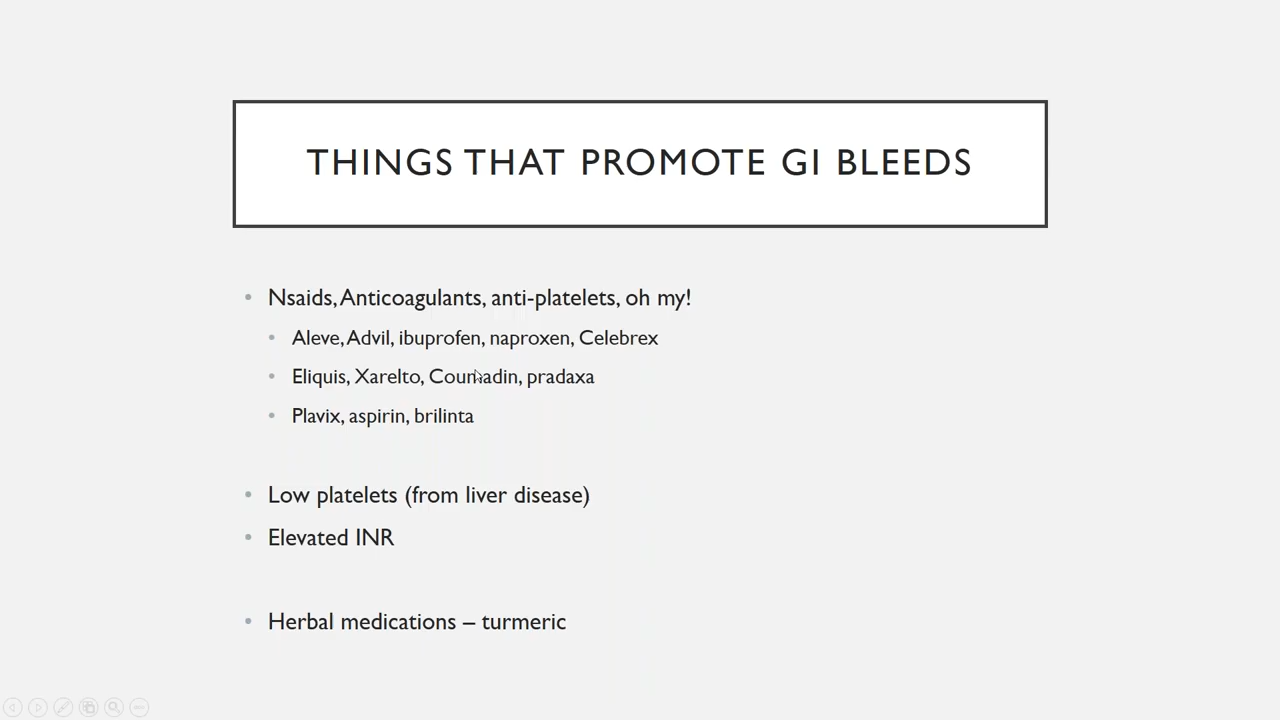 THINGS THAT PROMOTE GI BLEEDS
• Nsaids, Anticoagulants, anti-platelets, oh my!
• Aleve, Advil, ibuprofen, naproxen, Celebrex
• Eliquis, Xarelto, Coumadin, pradaxa
• Plavix, aspirin, brilinta
• Low platelets (from liver disease)
• Elevated INR
• Herbal medications – turmeric